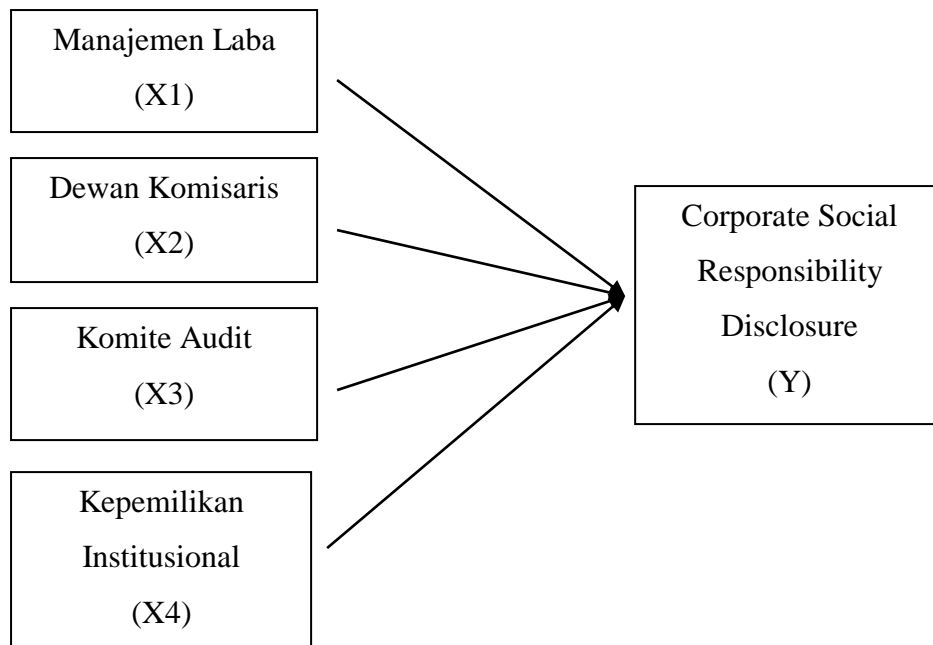 Manajemen Laba
(X1)
Dewan Komisaris
(X2)
Komite Audit
(X3)
Kepemilikan
Institusional
(X4)
Corporate Social
Responsibility
Disclosure
(Y)